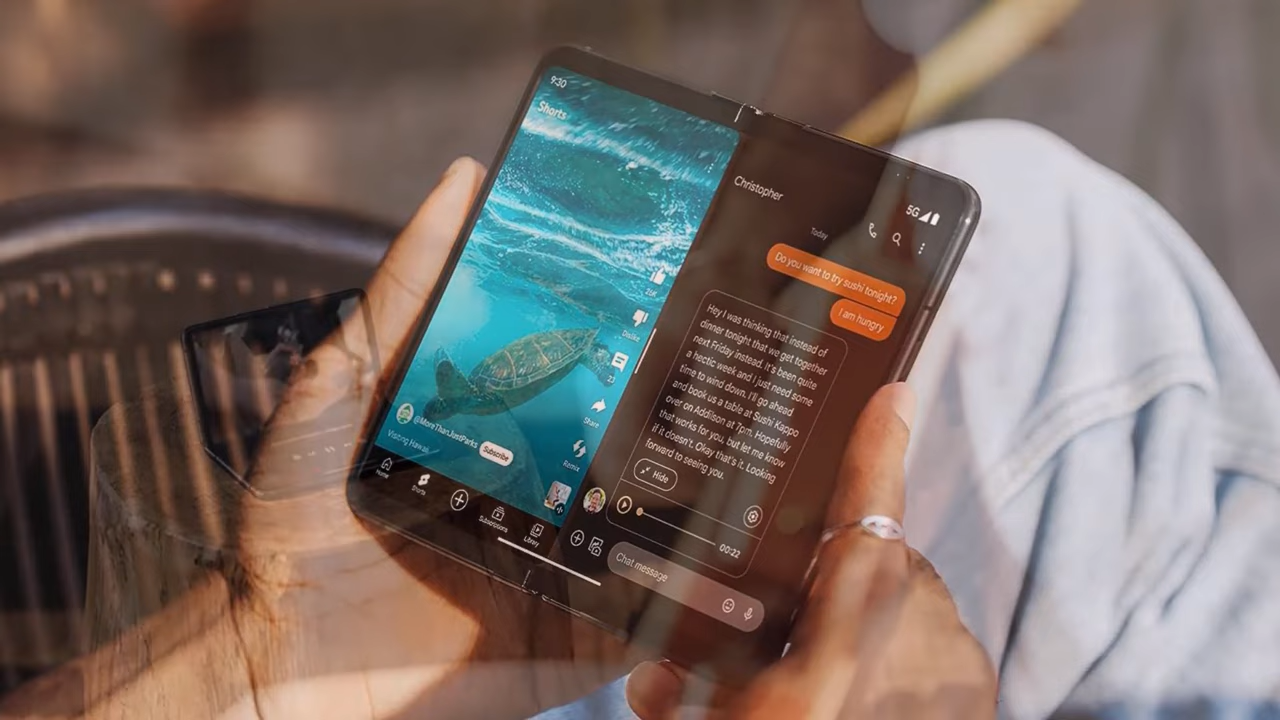 9:30
Shorts
21K
Dislike
33
Share
@MoreThanJustParks
Subscribe
Visiting Hawaii
Remix
Home
Shorts
Subscriptions
Library
5G
Christopher
Today
Do you want to try sushi tonight?
I am hungry
Hey I was thinking that instead of
dinner tonight that we get together
next Friday instead. It's been quite
a hectic week and I just need some
time to wind down. I'll go ahead
and book us a table at Sushi Kappo
over on Addilson at 7pm. Hopefully
that works for you, but let me know
if it doesn't. Okay that's it. Looking
forward to seeing you.
Hide
00:22
Chat message